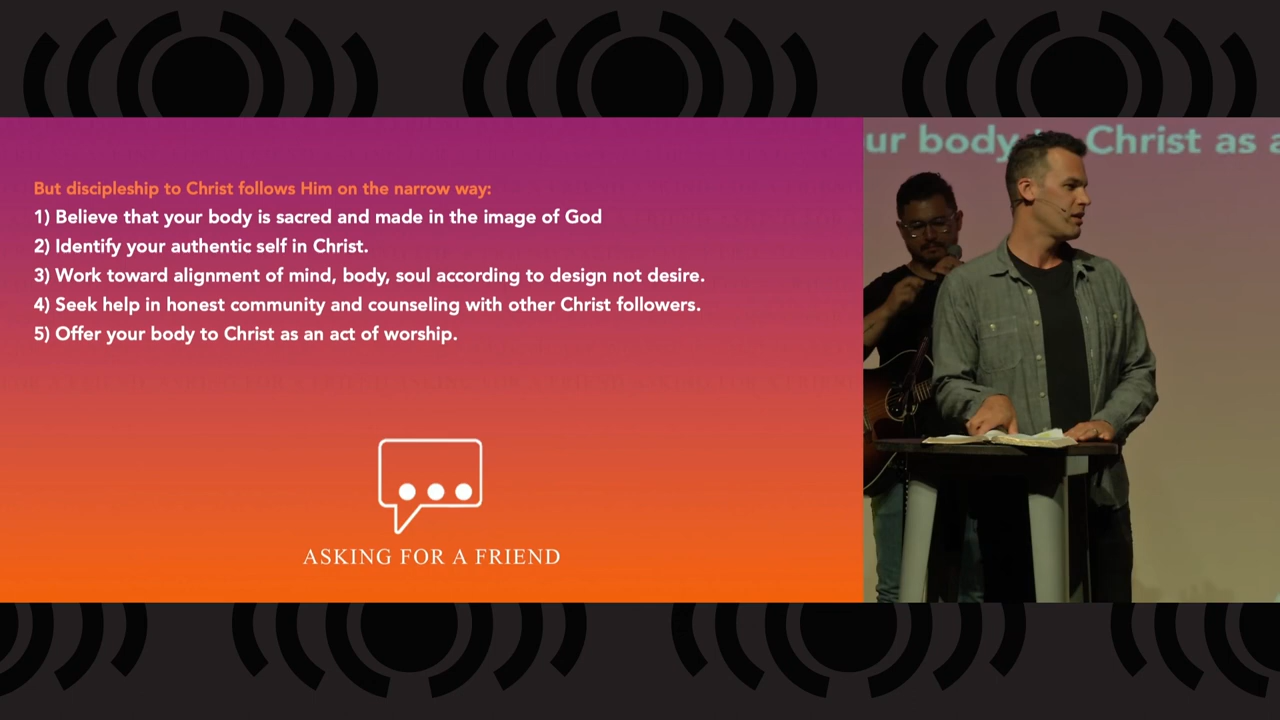 But discipleship to Christ follows Him on the narrow way:
1) Believe that your body is sacred and made in the image of God
2) Identify your authentic self in Christ.
3) Work toward alignment of mind, body, soul according to design not desire.
4) Seek help in honest community and counseling with other Christ followers.
5) Offer your body to Christ as an act of worship.
ASKING FOR A FRIEND
ur body Christ as a